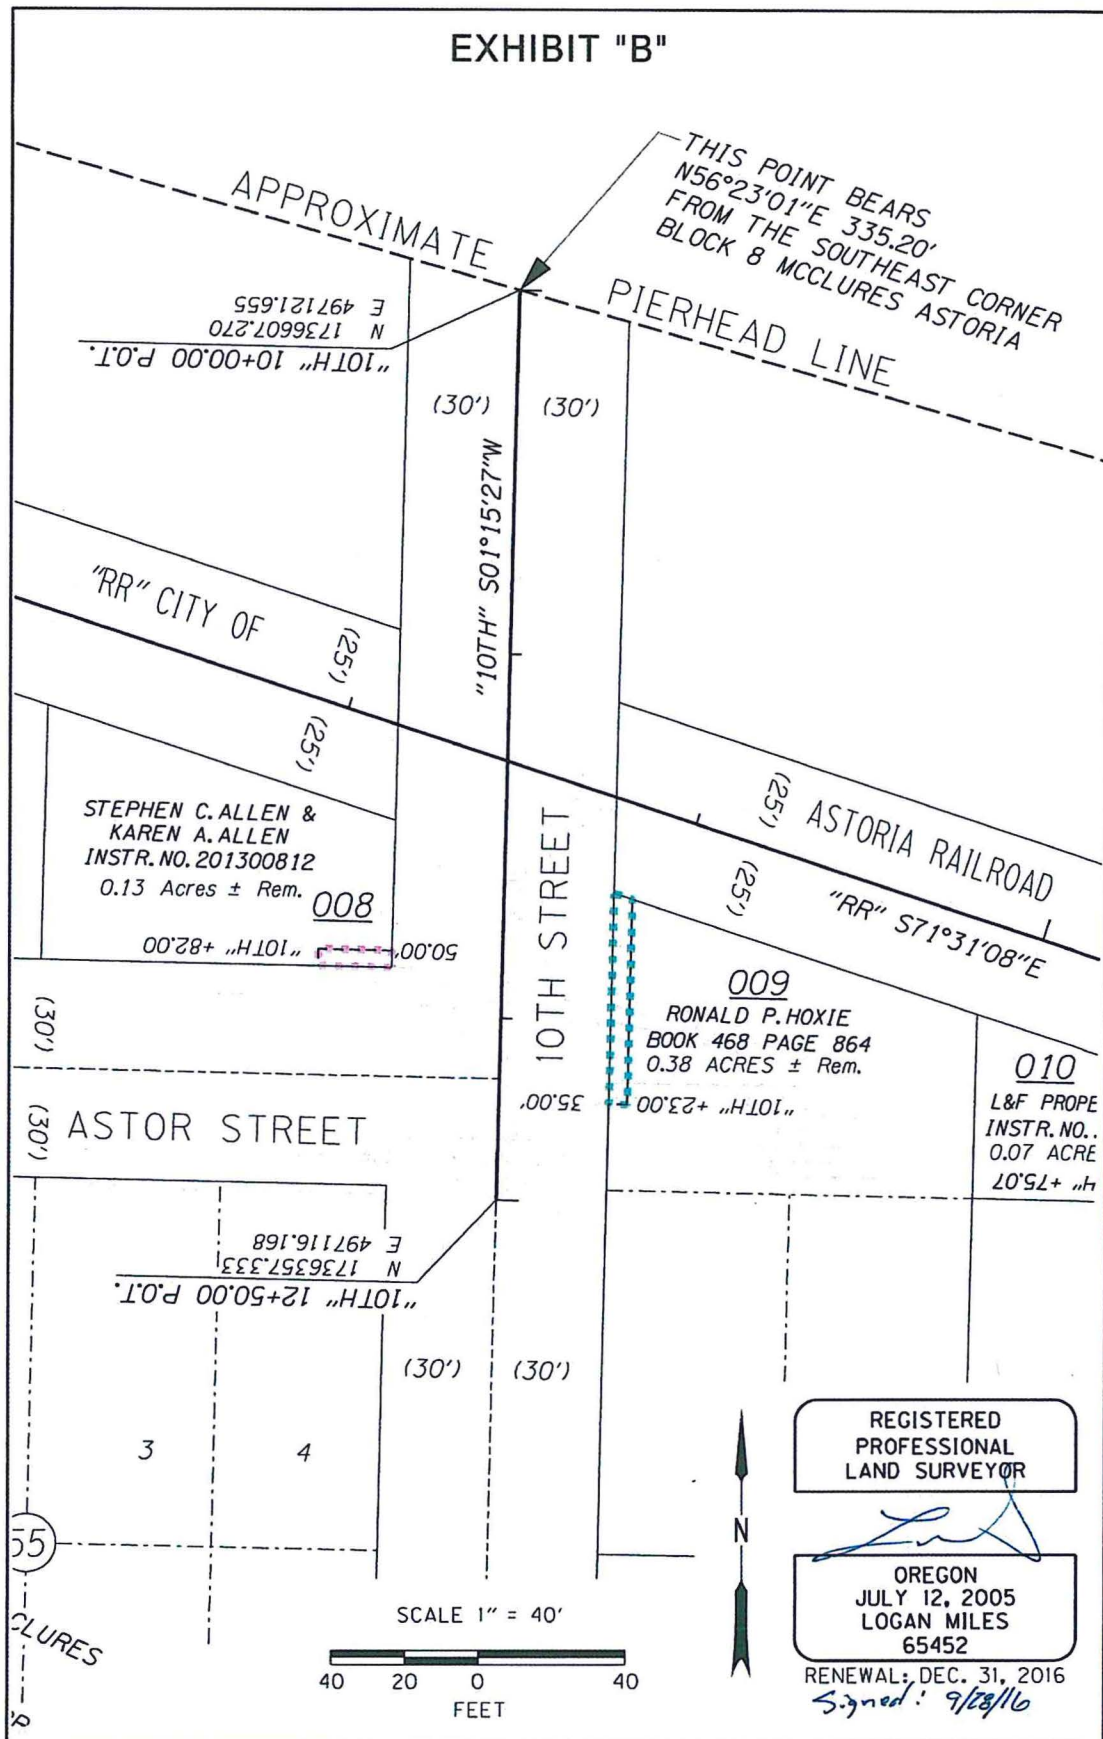 EXHIBIT "B"
THIS POINT BEARS
N56°23'01"E 335.20'
FROM THE SOUTHEAST CORNER
BLOCK 8 MCCLURES ASTORIA
APPROXIMATE
PIERHEAD LINE
"10TH" 10+00.00 P.O.T.
N 1736607.270
E 497121.655
(30')
(30')
"10TH" S01°15'27"W
"RR" CITY OF
(25')
(25')
STEPHEN C. ALLEN &
KAREN A. ALLEN
INSTR. NO. 201300812
0.13 Acres ± Rem.
008
"10TH" +82.00
50.00'
10TH STREET
(25')
ASTORIA RAILROAD
(25')
"RR" S71°31'08"E
009
RONALD P. HOXIE
BOOK 468 PAGE 864
0.38 ACRES ± Rem.
"10TH" +23.00
35.00'
010
L&F PROPE
INSTR. NO..
0.07 ACRE
H" +75.07
(30')
(30')
ASTOR STREET
"10TH" 12+50.00 P.O.T.
N 1736357.333
E 497116.168
(30')
(30')
3
4
55
CLURES
SCALE 1" = 40'
40 20 0 40
FEET
N
REGISTERED
PROFESSIONAL
LAND SURVEYOR
OREGON
JULY 12, 2005
LOGAN MILES
65452
RENEWAL: DEC. 31, 2016
Signed: 9/28/16